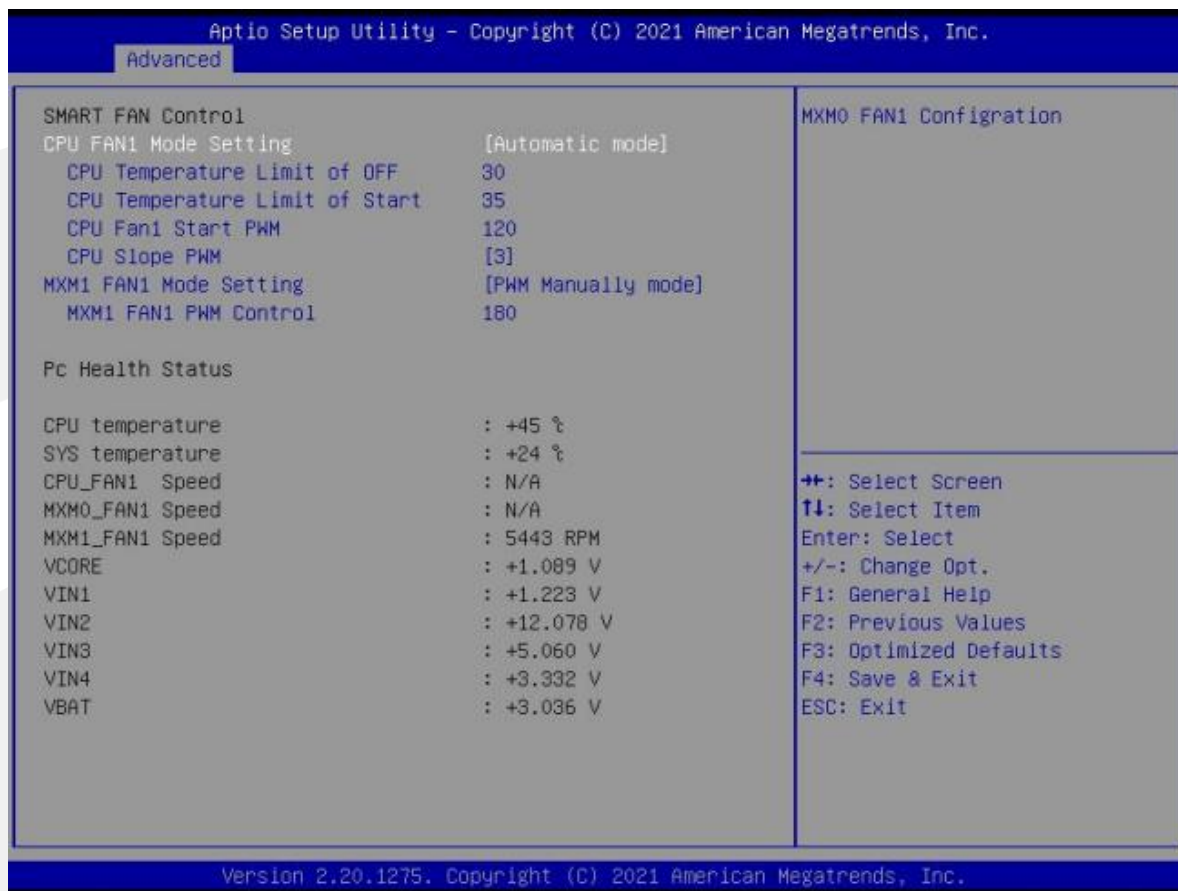 Aptio Setup Utility - Copyright (C) 2021 American Megatrends, Inc.
Advanced
SMART FAN Control
CPU FAN1 Mode Setting [Automatic mode]
CPU Temperature Limit of OFF 30
CPU Temperature Limit of Start 35
CPU Fan1 Start PWM 120
CPU Slope PWM [3]
MXM1 FAN1 Mode Setting [PWM Manually mode]
MXM1 FAN1 PWM Control 180
Pc Health Status
CPU temperature : +45 ℃
SYS temperature : +24 ℃
CPU_FAN1 Speed : N/A
MXM0_FAN1 Speed : N/A
MXM1_FAN1 Speed : 5443 RPM
VCORE : +1.089 V
VIN1 : +1.223 V
VIN2 : +12.078 V
VIN3 : +5.060 V
VIN4 : +3.332 V
VBAT : +3.036 V
MXM0 FAN1 Configration
→←: Select Screen
↑↓: Select Item
Enter: Select
+/-: Change Opt.
F1: General Help
F2: Previous Values
F3: Optimized Defaults
F4: Save & Exit
ESC: Exit
Version 2.20.1275. Copyright (C) 2021 American Megatrends, Inc.